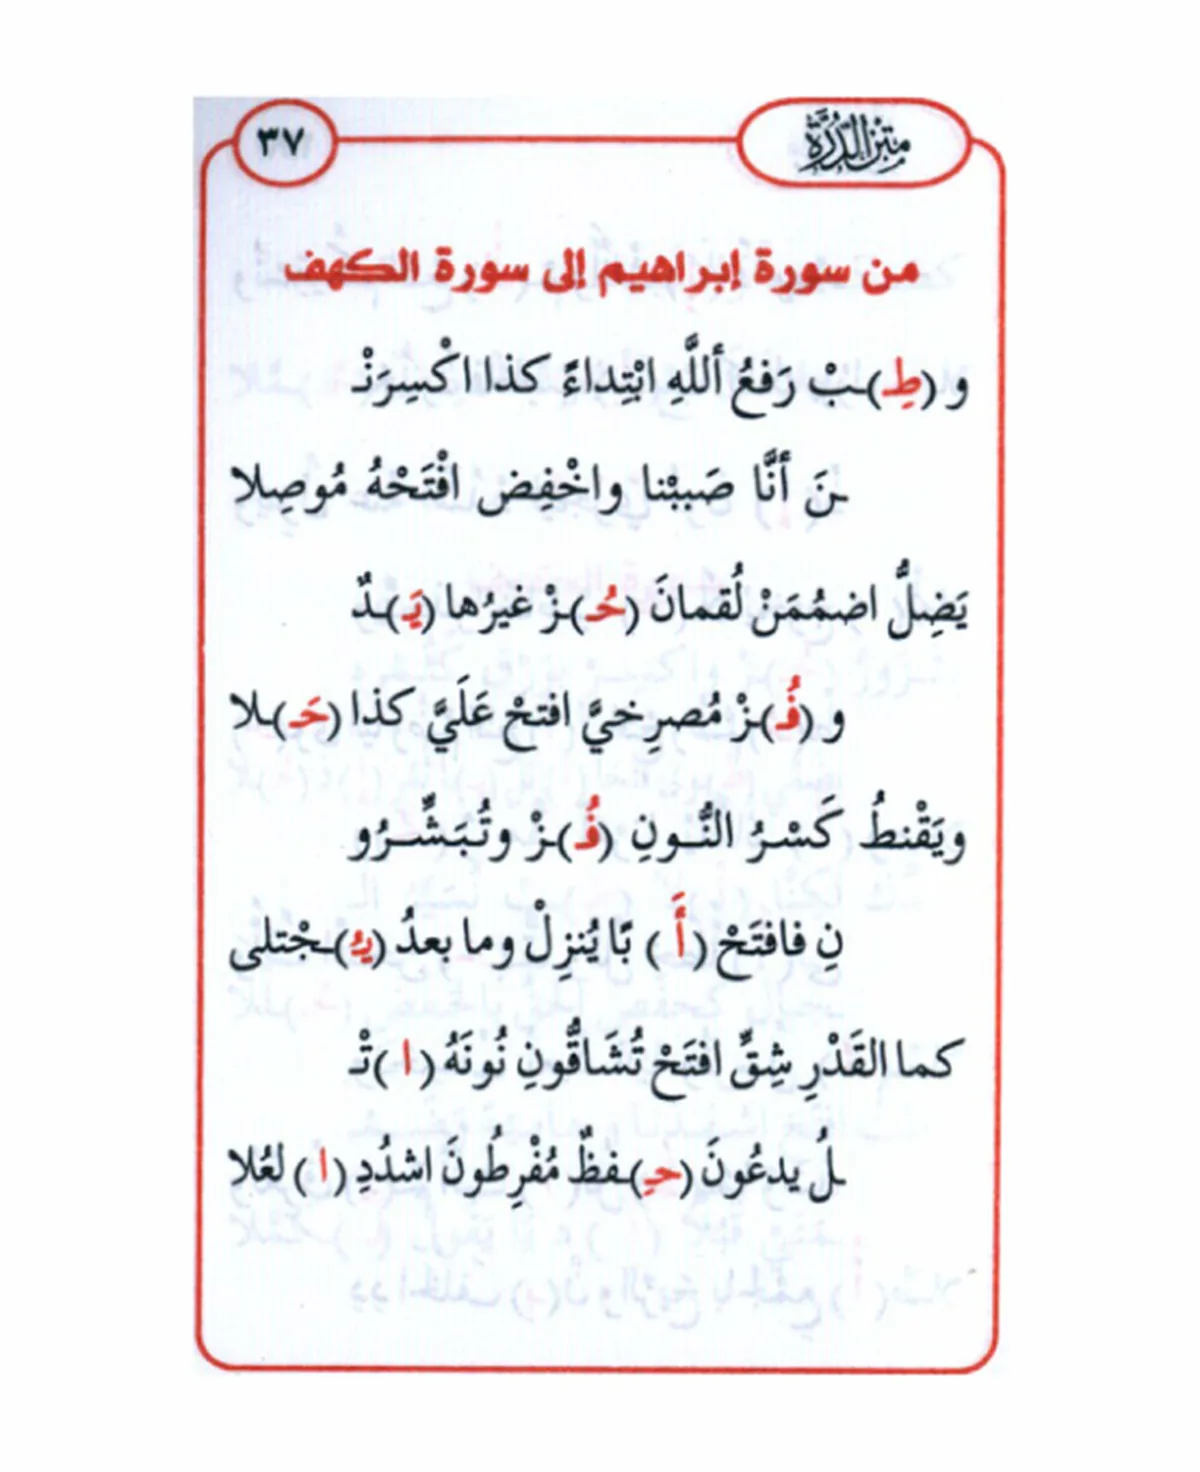 متن الدرة
٣٧
من سورة إبراهيم إلى سورة الكهف
و (طِ)ـبْ رَفعُ أللَّهِ ابْتِداءً كذا اكْسِرَنْـ
ـنَ أنَّا صَببْنا واخْفِض افْتَحْهُ مُوصِلا
يَضِلُّ اضمُمَنْ لُقمانَ (حُـ)ـزْ غيرُها (يَـ)ـدٌ
و (فُـ)ـزْ مُصرِخيَّ افتحْ عَلَيَّ كذا (حَـ)ـلا
ويَقْنطُ كَسْرُ النُّـونِ (فُـ)ـزْ وتُـبَـشِّـرُو
نِ فافتَحْ (أَ) بًّا يُنزِلْ وما بعدُ (يُـ)ـجْتلى
كما القَدْرِ شِقِّ افتَحْ تُشَاقُّونِ نُونَهُ (ا)تْـ
ـلُ يدعُونَ (حِـ)ـفظٌ مُفْرِطُونَ اشدُدِ (ا) لعُلا